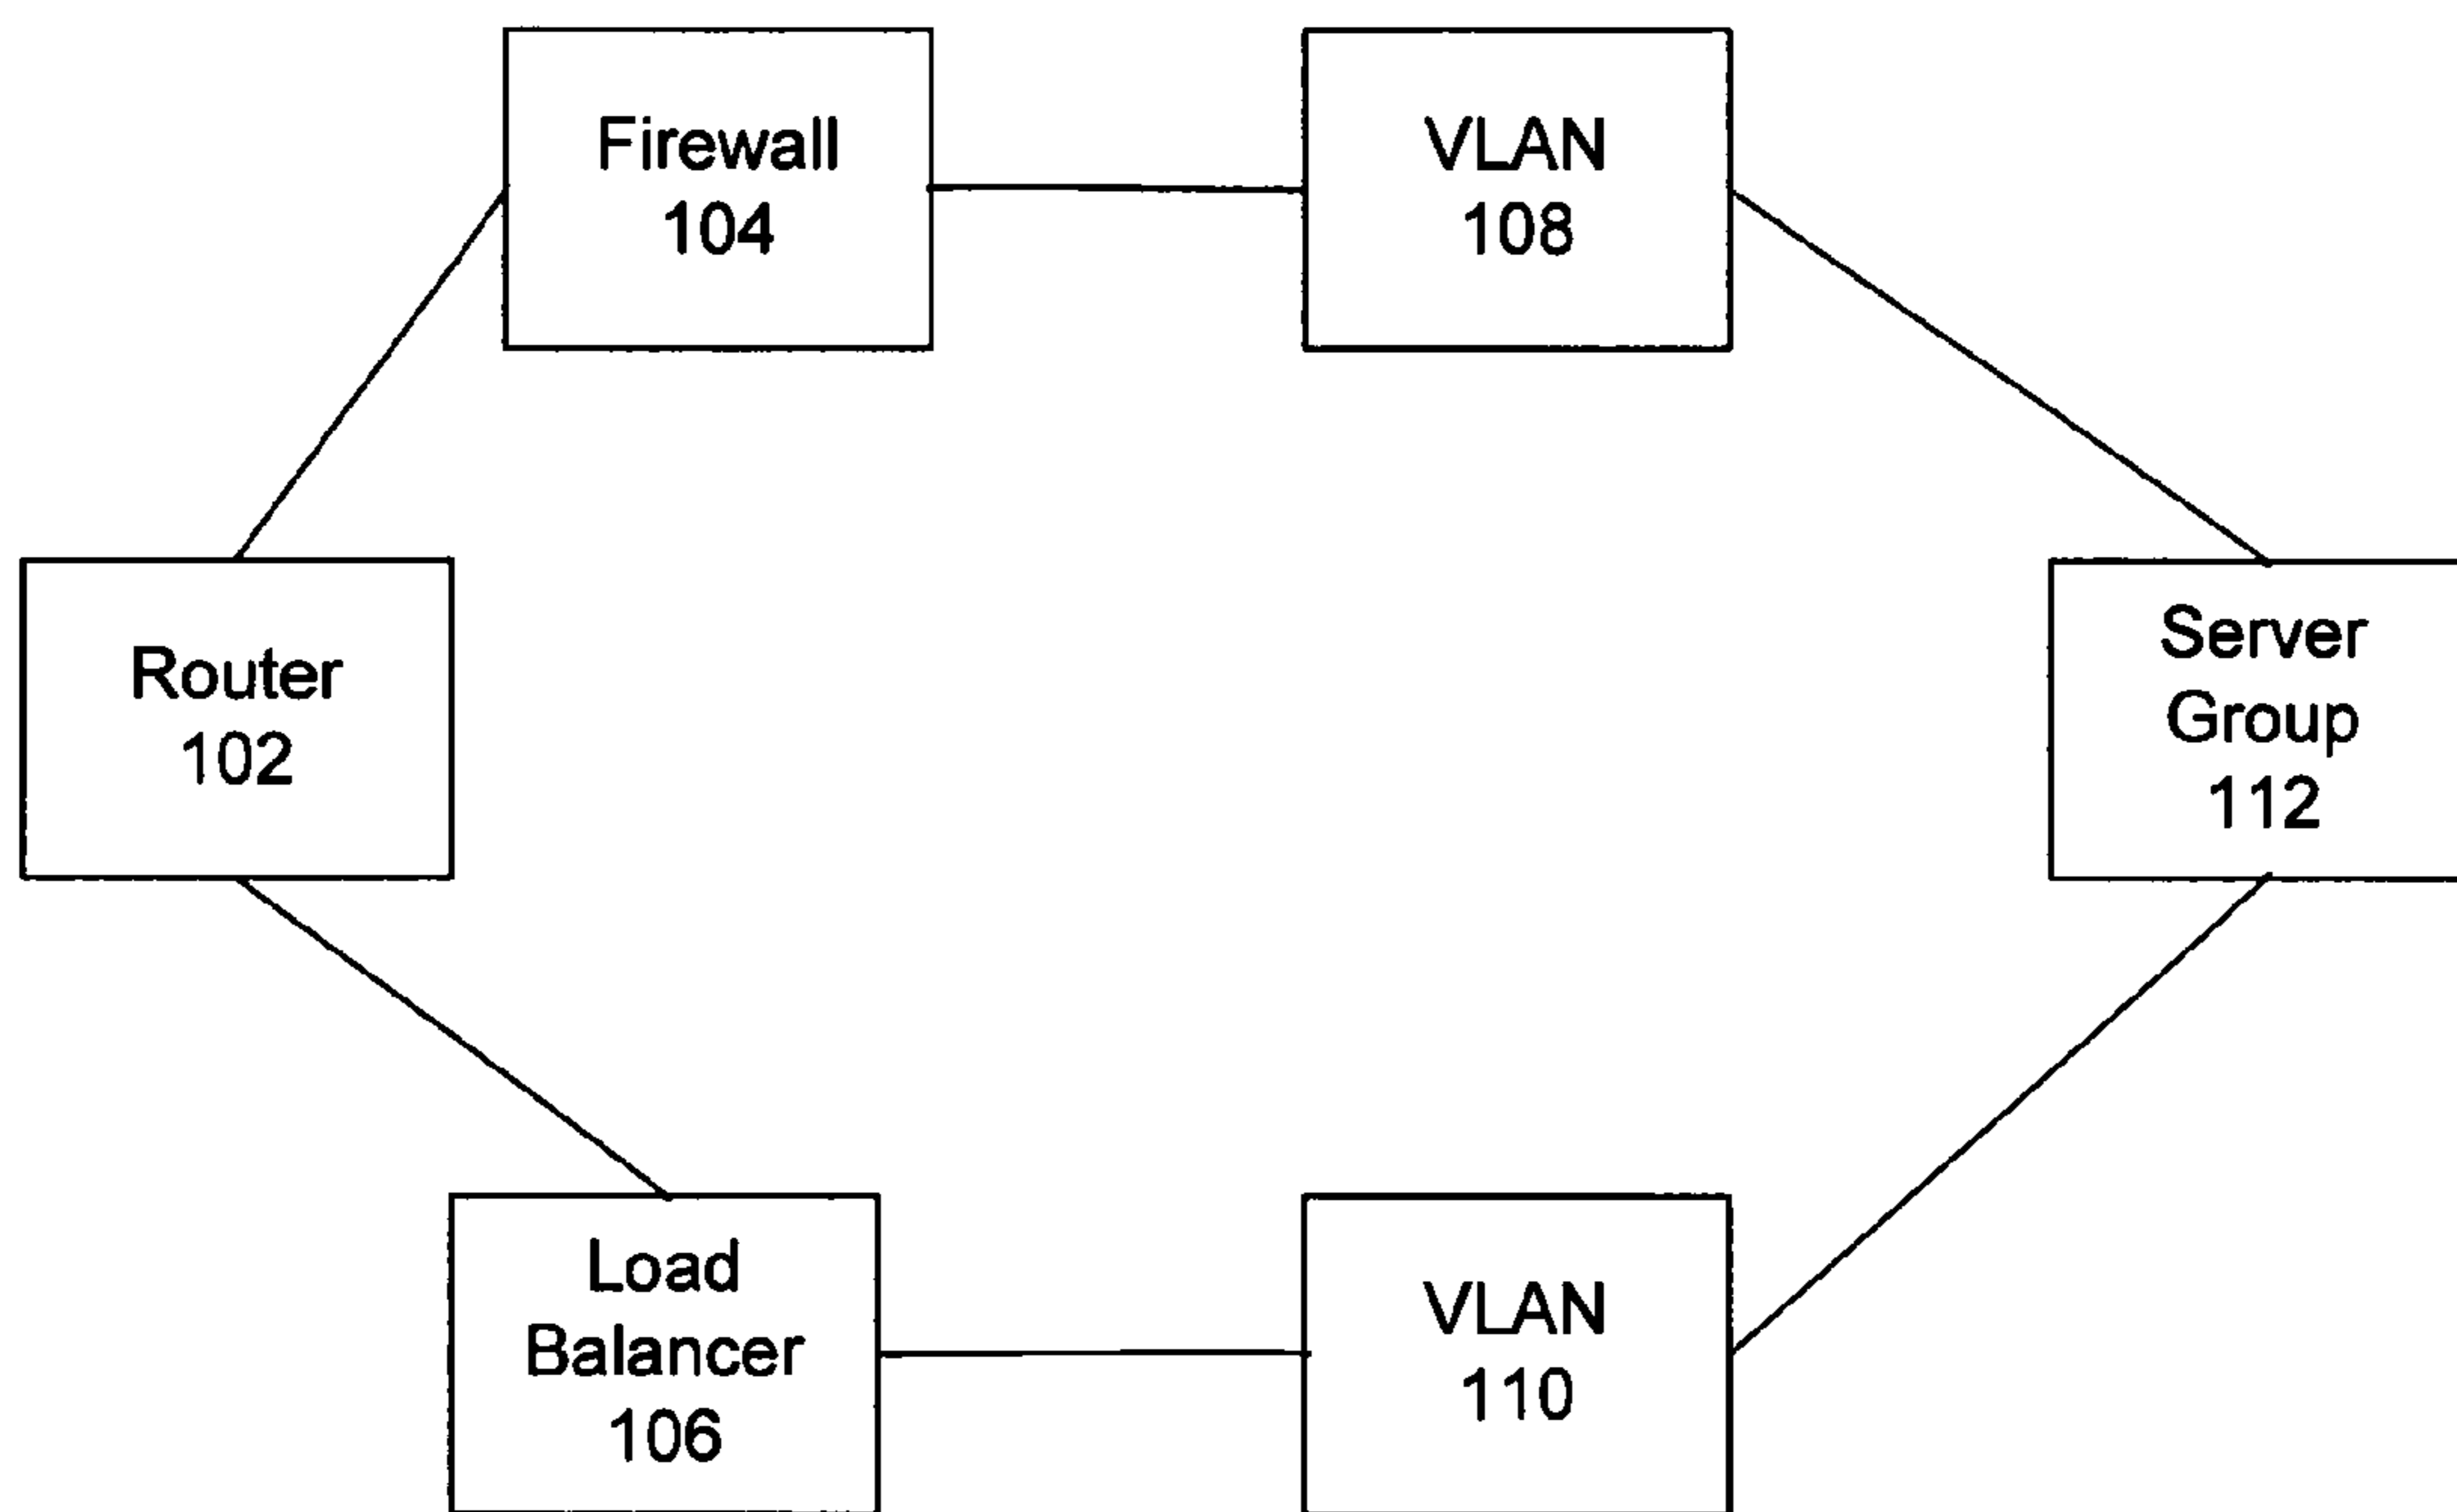 Firewall
104
VLAN
108
Router
102
Server
Group
112
Load
Balancer
106
VLAN
110